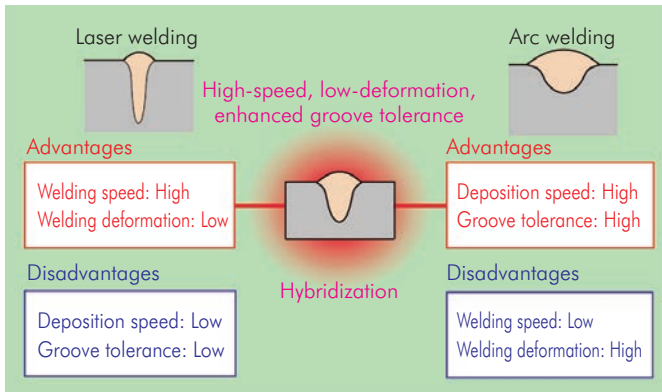 Laser welding
Arc welding
High-speed, low-deformation,
enhanced groove tolerance
Advantages
Welding speed: High
Welding deformation: Low
Advantages
Deposition speed: High
Groove tolerance: High
Hybridization
Disadvantages
Deposition speed: Low
Groove tolerance: Low
Disadvantages
Welding speed: Low
Welding deformation: High